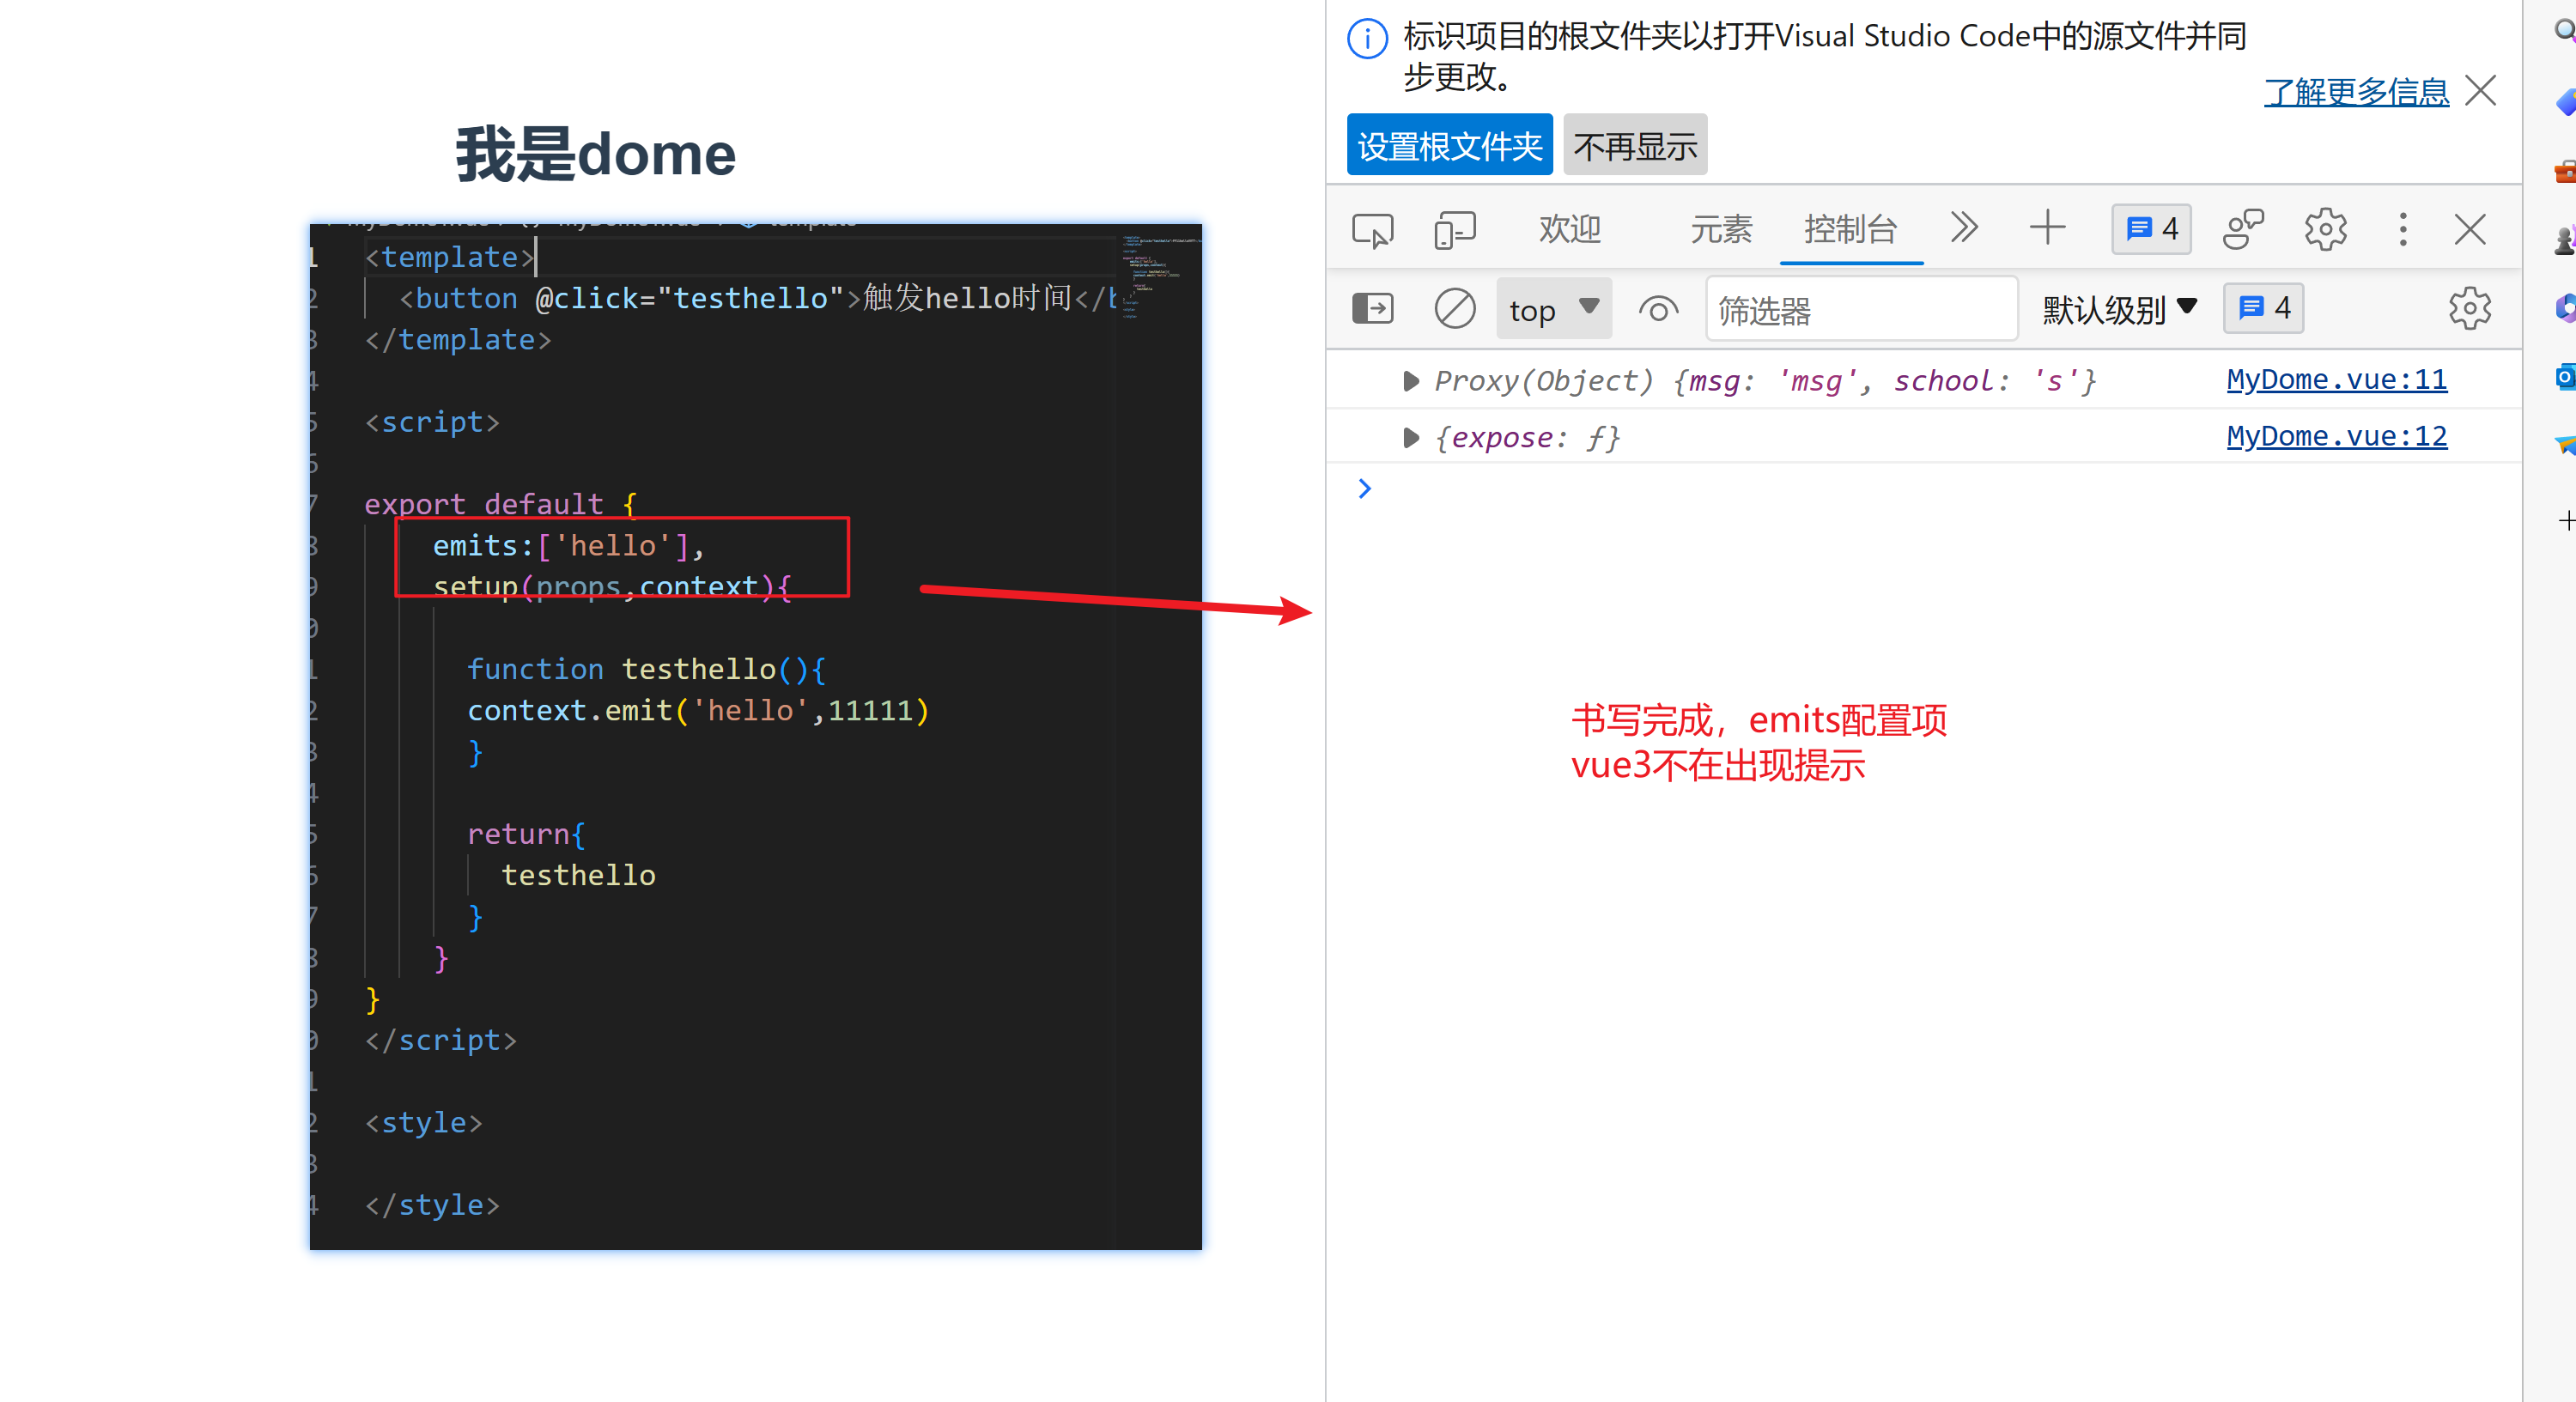 我是dome
<template>
<button @click="testhello">触发hello时间</b
</template>
<script>
export default {
emits:['hello'],
setup(props,context){
function testhello(){
context.emit('hello',11111)
}
return{
testhello
}
}
}
</script>
<style>
</style>
标识项目的根文件夹以打开Visual Studio Code中的源文件并同
步更改。
了解更多信息
设置根文件夹 不再显示
欢迎 元素 控制台 4
top 筛选器 默认级别 4
Proxy(Object) {msg: 'msg', school: 's'} MyDome.vue:11
{expose: ƒ} MyDome.vue:12
书写完成，emits配置项
vue3不在出现提示